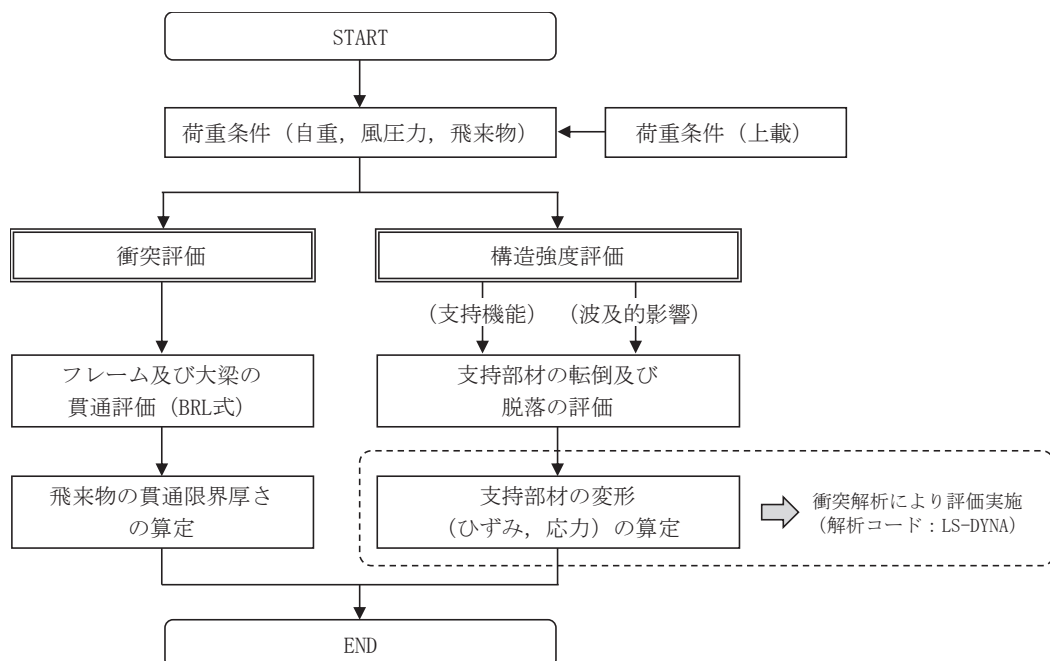 START
荷重条件（自重，風圧力，飛来物）
荷重条件（上載）
衝突評価
構造強度評価
（支持機能）
（波及的影響）
フレーム及び大梁の
貫通評価（BRL式）
支持部材の転倒及び
脱落の評価
飛来物の貫通限界厚さ
の算定
支持部材の変形
（ひずみ，応力）の算定
衝突解析により評価実施
（解析コード：LS-DYNA）
END